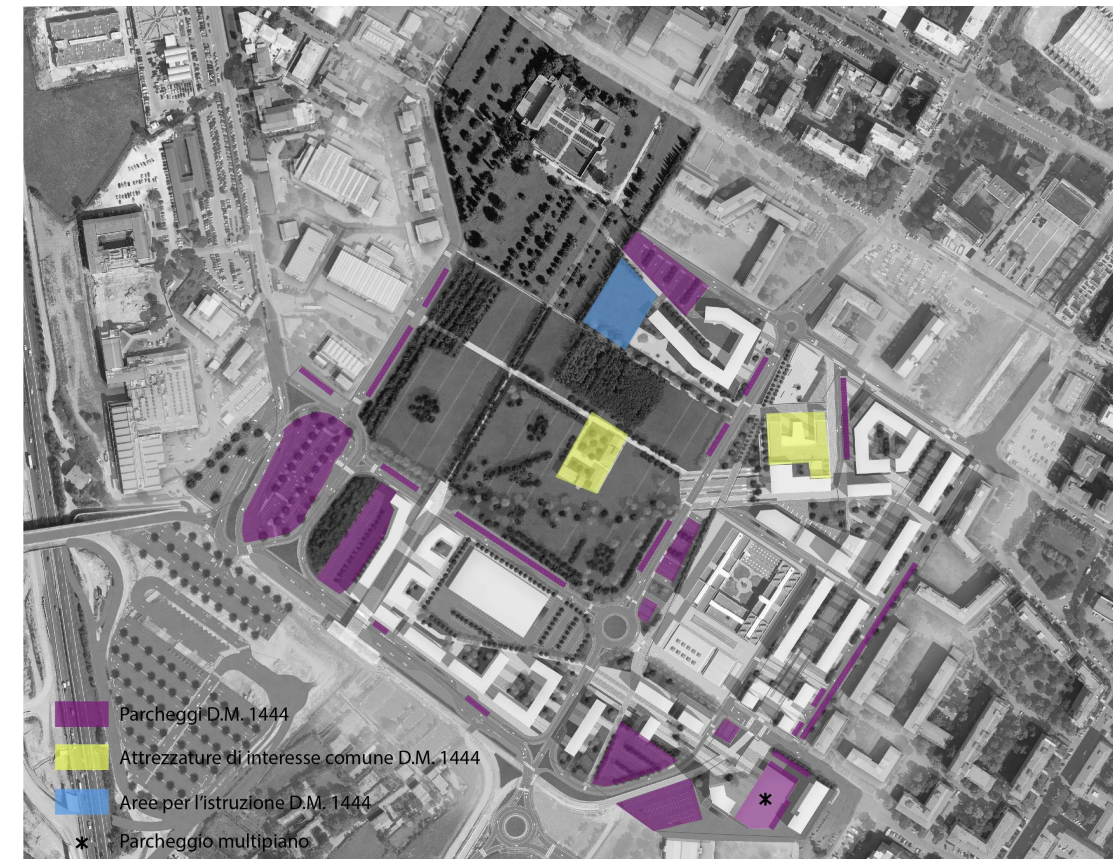 Parcheggi D.M. 1444
Attrezzature di interesse comune D.M. 1444
Aree per l'istruzione D.M. 1444
* Parcheggio multipiano